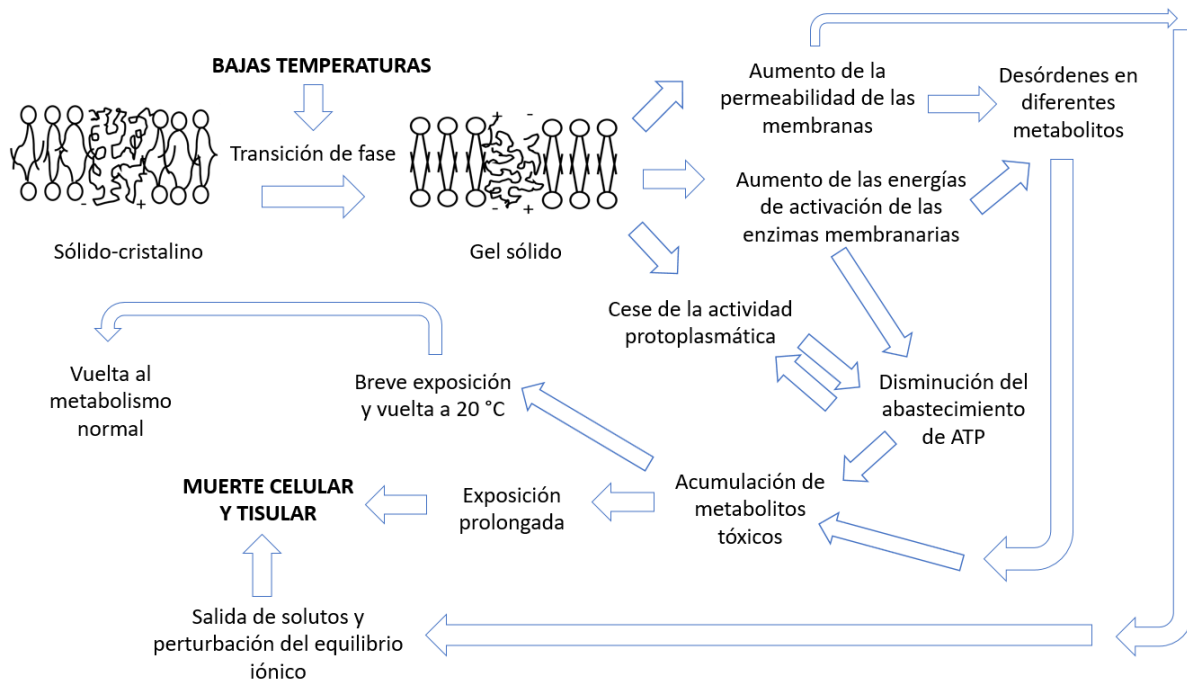 BAJAS TEMPERATURAS
Transición de fase
Sólido-cristalino
+ -
- +
Gel sólido
- +
Aumento de la
permeabilidad de las
membranas
Desórdenes en
diferentes
metabolitos
Aumento de las energías
de activación de las
enzimas membranarias
Cese de la actividad
protoplasmática
Disminución del
abastecimiento
de ATP
Vuelta al
metabolismo
normal
Breve exposición
y vuelta a 20 °C
MUERTE CELULAR
Y TISULAR
Exposición
prolongada
Acumulación de
metabolitos
tóxicos
Salida de solutos y
perturbación del equilibrio
iónico